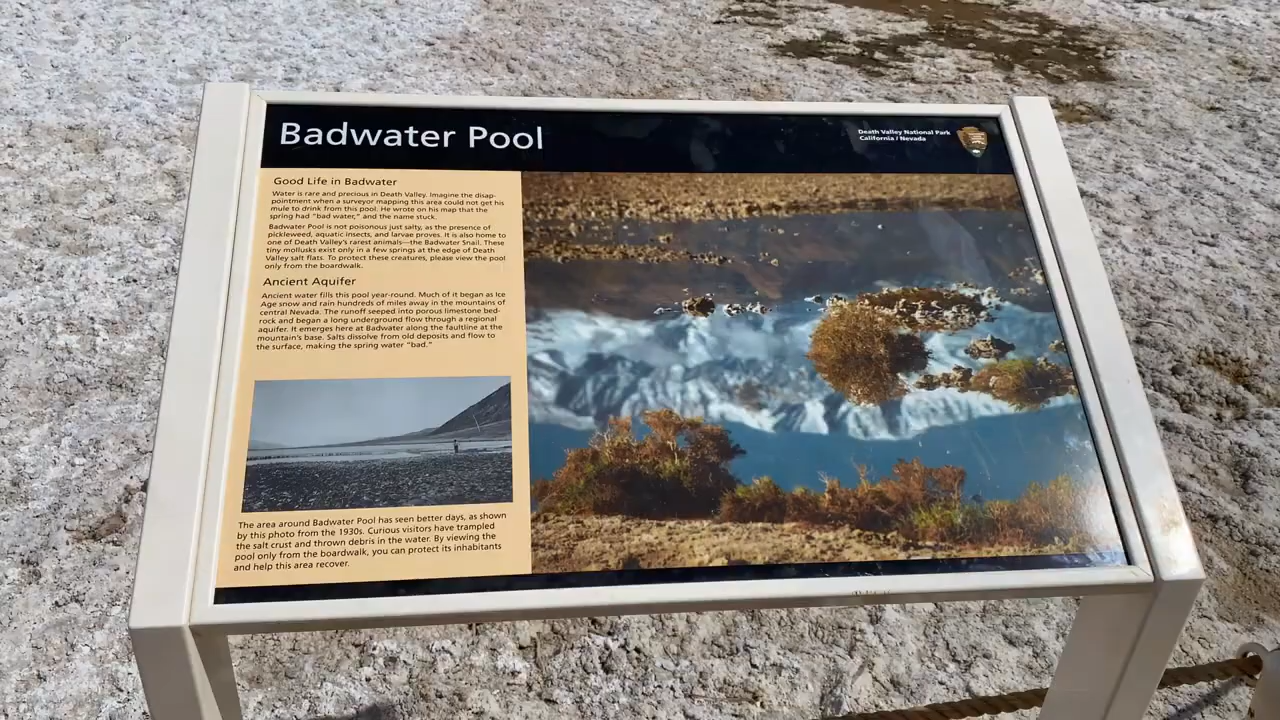 Badwater Pool
Death Valley National Park
California / Nevada
Good Life in Badwater
Water is rare and precious in Death Valley. Imagine the disap-
pointment when a surveyor mapping this area could not get his
mule to drink from this pool. He wrote on his map that the
spring had "bad water," and the name stuck.
Badwater Pool is not poisonous just salty, as the presence of
pickleweed, aquatic insects, and larvae proves. It is also home to
one of Death Valley's rarest animals—the Badwater Snail. These
tiny mollusks exist only in a few springs at the edge of Death
Valley salt flats. To protect these creatures, please view the pool
only from the boardwalk.
Ancient Aquifer
Ancient water fills this pool year-round. Much of it began as Ice
Age snow and rain hundreds of miles away in the mountains of
central Nevada. The runoff seeped into porous limestone bed-
rock and began a long underground flow through a regional
aquifer. It emerges here at Badwater along the faultline at the
mountain's base. Salts dissolve from old deposits and flow to
the surface, making the spring water "bad."
The area around Badwater Pool has seen better days, as shown
by this photo from the 1930s. Curious visitors have trampled
the salt crust and thrown debris in the water. By viewing the
pool only from the boardwalk, you can protect its inhabitants
and help this area recover.